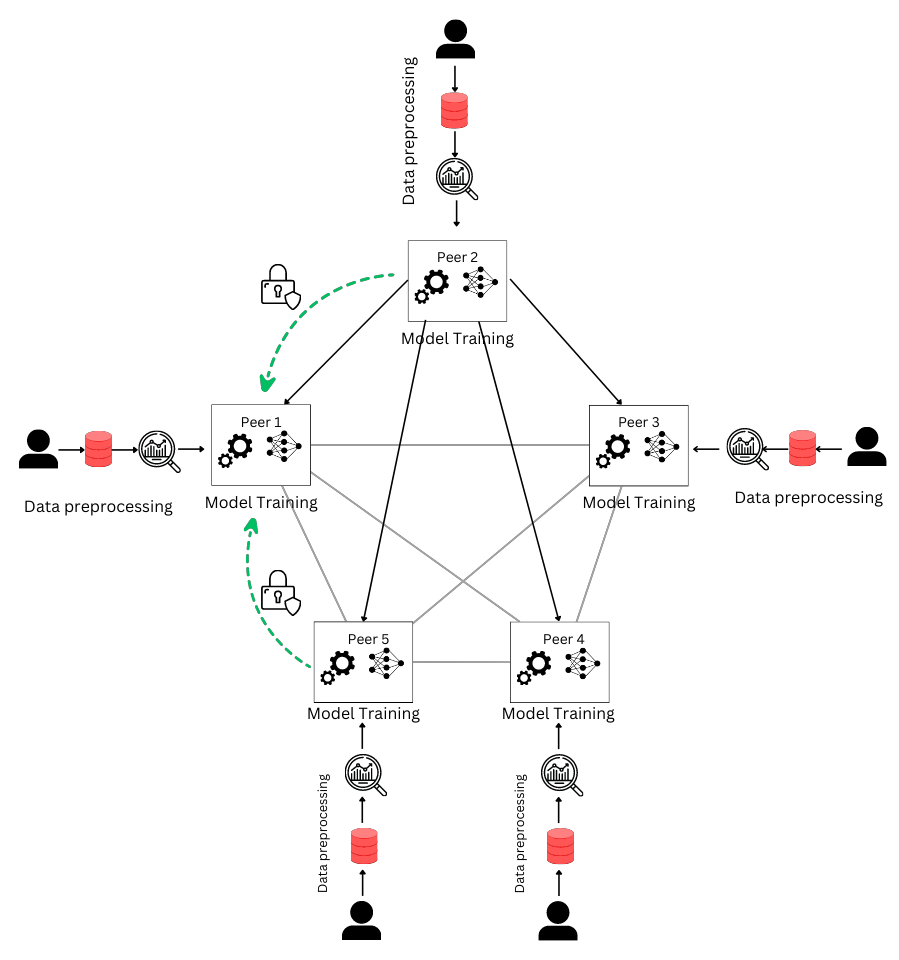 Data preprocessing
Peer 2
Model Training
Peer 1
Model Training
Peer 3
Model Training
Data preprocessing
Data preprocessing
Peer 5
Model Training
Peer 4
Model Training
Data preprocessing
Data preprocessing